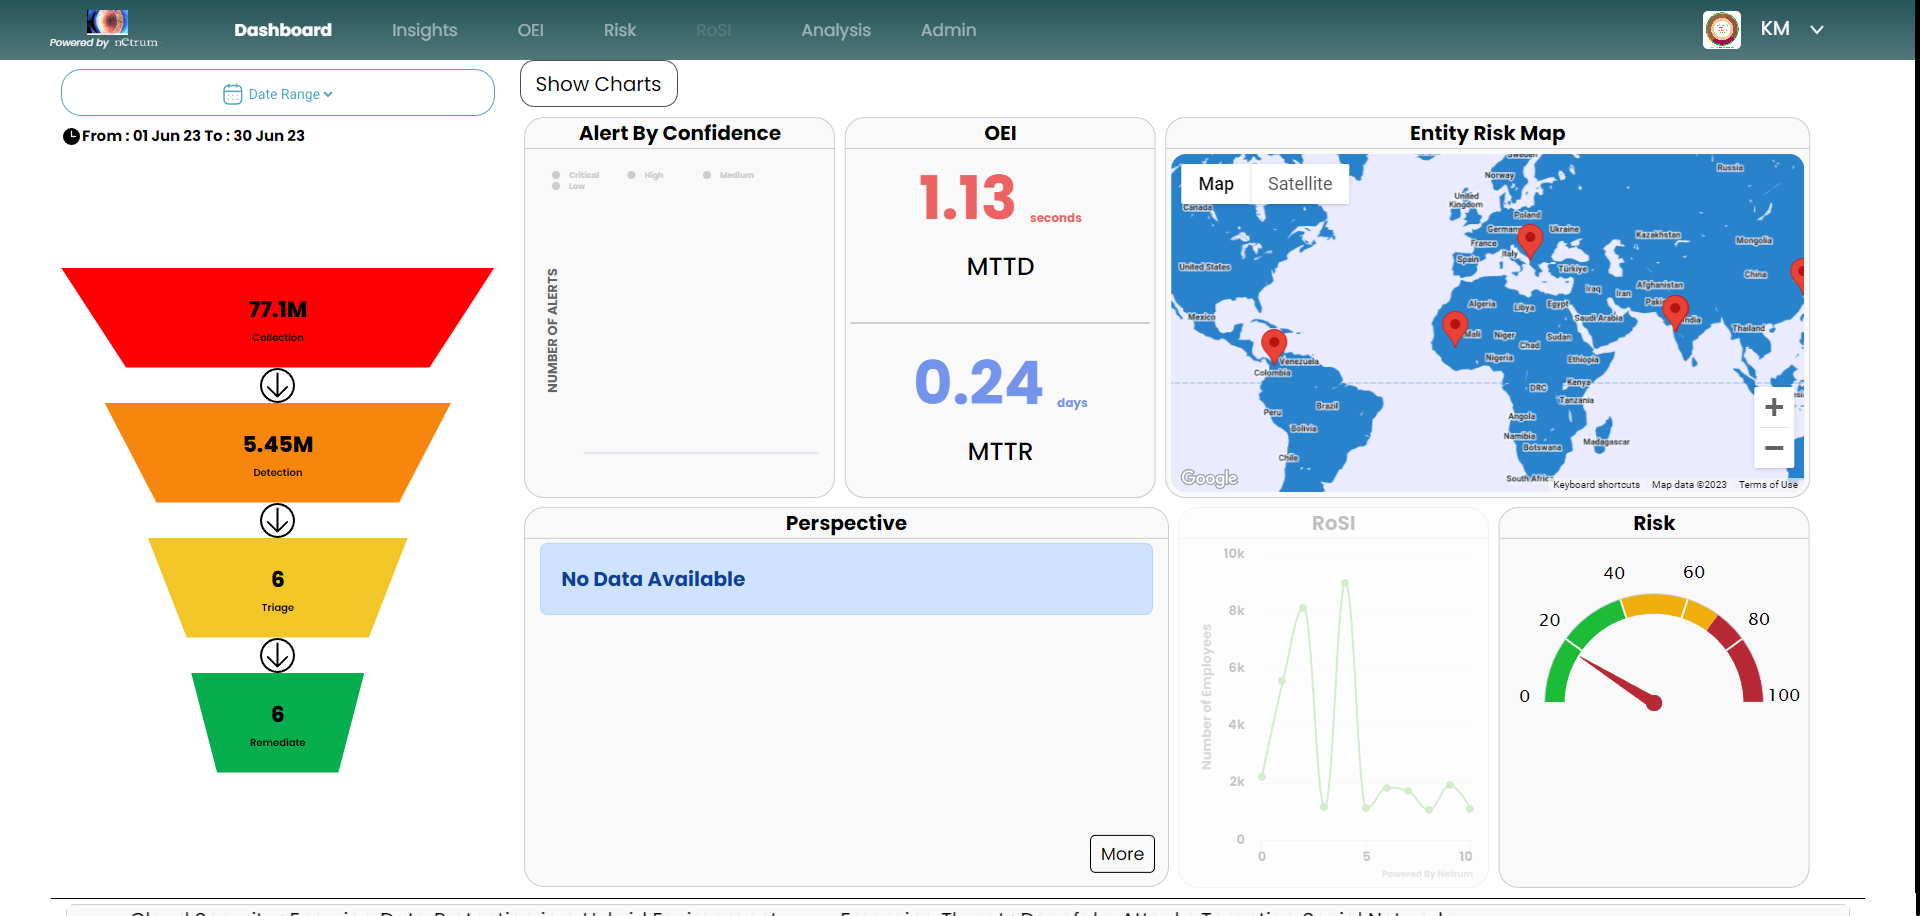 Powered by nCtrum
Dashboard
Insights
OEI
Risk
RoSI
Analysis
Admin
KM
Date Range
From : 01 Jun 23 To : 30 Jun 23
Show Charts
77.1M
Collection
5.45M
Detection
6
Triage
6
Remediate
Alert By Confidence
Critical
High
Medium
Low
NUMBER OF ALERTS
OEI
1.13 seconds
MTTD
0.24 days
MTTR
Entity Risk Map
Map
Satellite
Canada
United States
Mexico
Venezuela
Colombia
Peru
Brazil
Bolivia
Chile
Sweden
Norway
Russia
United
Kingdom
Poland
German
Ukraine
France
Kazakhstan
Mongolia
Spain
Italy
Türkiye
China
Iraq
Iran
Afghanistan
Algeria
Libya
Egypt
Paki
Saudi Arabia
India
Mali
Niger
Chad
Sudan
Thailand
Nigeria
Ethiopia
DRC
Kenya
Tanzania
Angola
Namibia
Botswana
Madagascar
South Afric
Google
Keyboard shortcuts
Map data ©2023
Terms of Use
Perspective
No Data Available
More
RoSI
10k
8k
6k
4k
2k
0
Number of Employees
0
5
10
Powered By Netrum
Risk
0
20
40
60
80
100